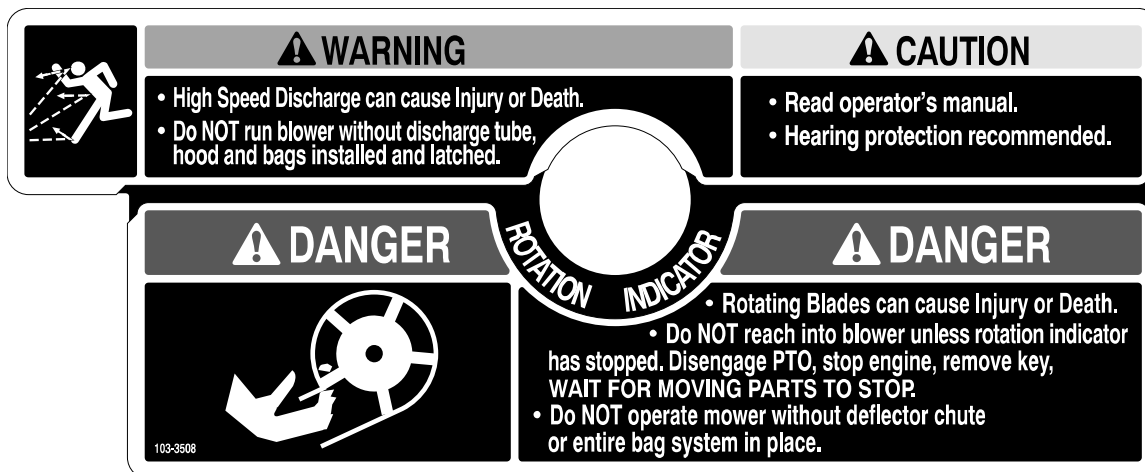 WARNING
• High Speed Discharge can cause Injury or Death.
• Do NOT run blower without discharge tube,
hood and bags installed and latched.
CAUTION
• Read operator's manual.
• Hearing protection recommended.
ROTATION INDICATOR
DANGER
103-3508
DANGER
• Rotating Blades can cause Injury or Death.
• Do NOT reach into blower unless rotation indicator
has stopped. Disengage PTO, stop engine, remove key,
WAIT FOR MOVING PARTS TO STOP.
• Do NOT operate mower without deflector chute
or entire bag system in place.